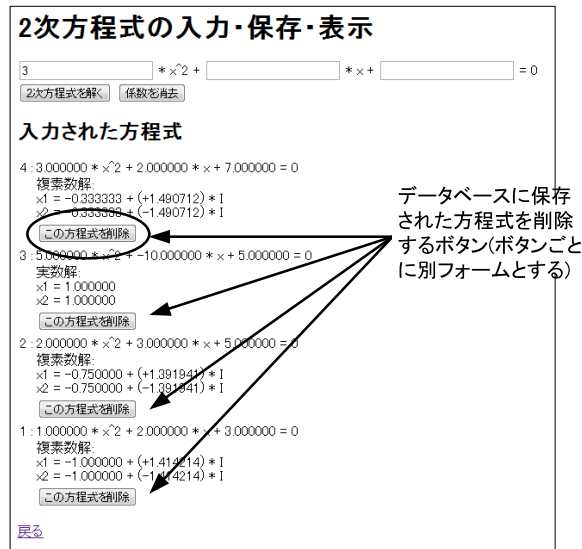 2次方程式の入力・保存・表示
3 * x^2 + * x + = 0
2次方程式を解く 係数を消去
入力された方程式
4 : 3.000000 * x^2 + 2.000000 * x + 7.000000 = 0
複素数解:
x1 = -0.333333 + (+1.490712) * I
x2 = -0.333333 + (-1.490712) * I
この方程式を削除
3 : 5.000000 * x^2 + -10.000000 * x + 5.000000 = 0
実数解:
x1 = 1.000000
x2 = 1.000000
この方程式を削除
2 : 2.000000 * x^2 + 3.000000 * x + 5.000000 = 0
複素数解:
x1 = -0.750000 + (+1.391941) * I
x2 = -0.750000 + (-1.391941) * I
この方程式を削除
1 : 1.000000 * x^2 + 2.000000 * x + 3.000000 = 0
複素数解:
x1 = -1.000000 + (+1.414214) * I
x2 = -1.000000 + (-1.414214) * I
この方程式を削除
戻る
データベースに保存
された方程式を削除
するボタン(ボタンごと
に別フォームとする)